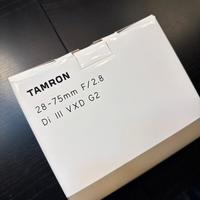 TAMRON
28-75mm F/2.8
Di III VXD G2